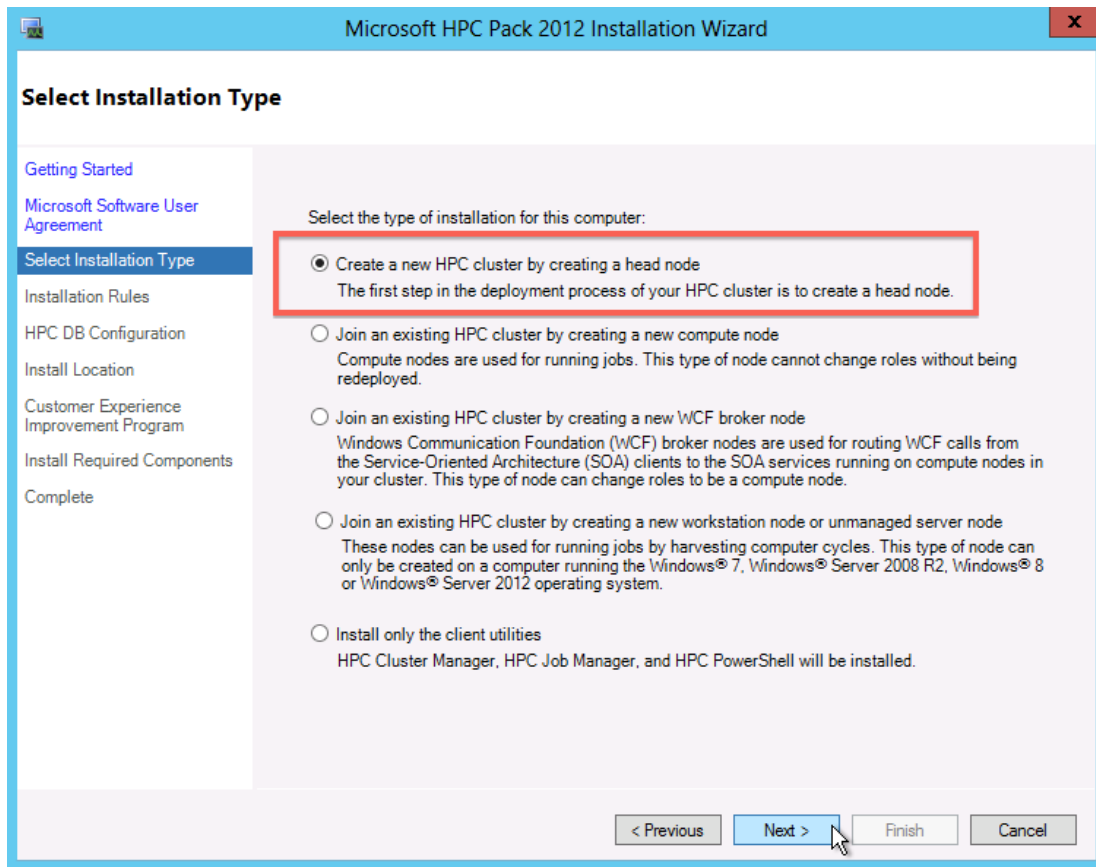 Microsoft HPC Pack 2012 Installation Wizard
x
Select Installation Type
Getting Started
Microsoft Software User
Agreement
Select Installation Type
Installation Rules
HPC DB Configuration
Install Location
Customer Experience
Improvement Program
Install Required Components
Complete
Select the type of installation for this computer:
Create a new HPC cluster by creating a head node
The first step in the deployment process of your HPC cluster is to create a head node.
Join an existing HPC cluster by creating a new compute node
Compute nodes are used for running jobs. This type of node cannot change roles without being
redeployed.
Join an existing HPC cluster by creating a new WCF broker node
Windows Communication Foundation (WCF) broker nodes are used for routing WCF calls from
the Service-Oriented Architecture (SOA) clients to the SOA services running on compute nodes in
your cluster. This type of node can change roles to be a compute node.
Join an existing HPC cluster by creating a new workstation node or unmanaged server node
These nodes can be used for running jobs by harvesting computer cycles. This type of node can
only be created on a computer running the Windows® 7, Windows® Server 2008 R2, Windows® 8
or Windows® Server 2012 operating system.
Install only the client utilities
HPC Cluster Manager, HPC Job Manager, and HPC PowerShell will be installed.
< Previous
Next >
Finish
Cancel